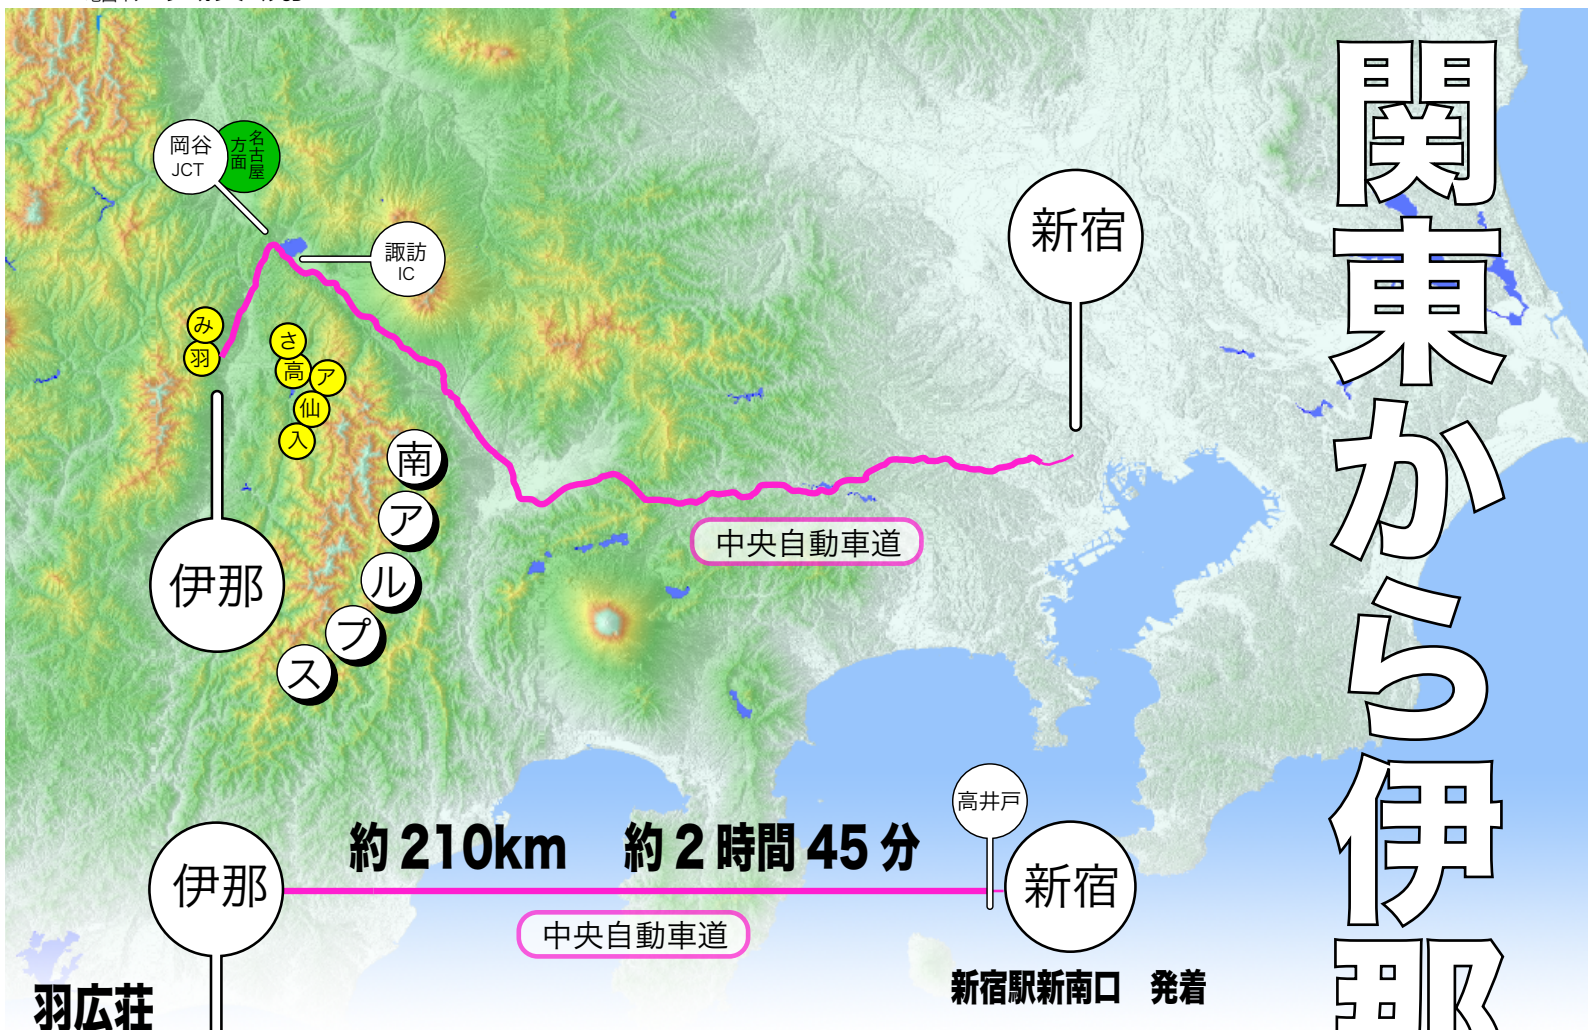 関東から伊那
岡谷
JCT
名古屋
方面
諏訪
IC
新宿
み
羽
さ
高
ア
仙
入
南アルプス
伊那
中央自動車道
高井戸
約210km 約2時間45分
伊那
新宿
中央自動車道
新宿駅新南口 発着
羽広荘